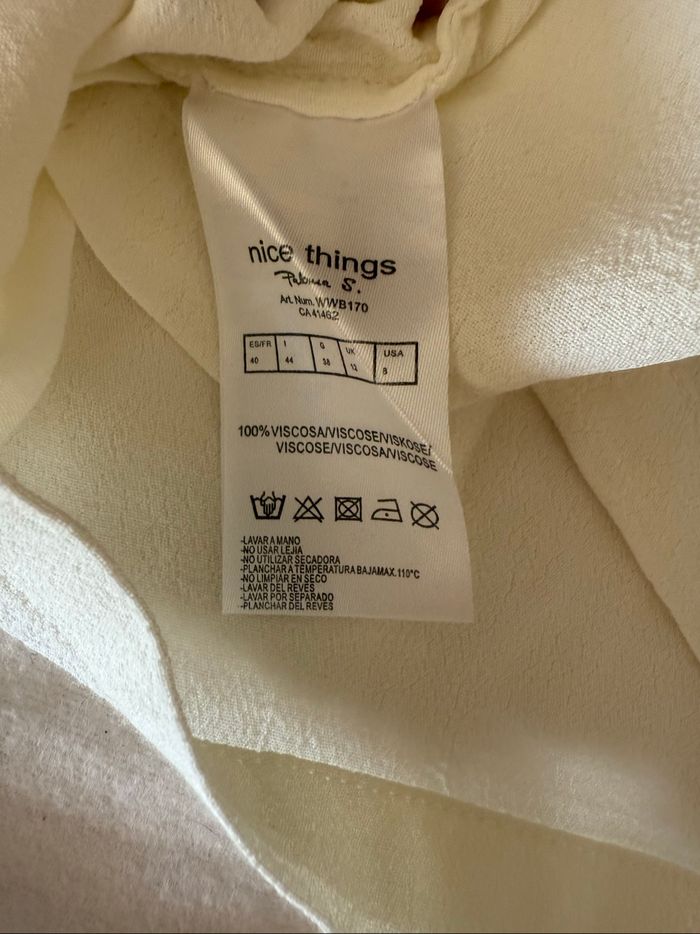 nice things
Paloma S.
Art. Num. WWB170
CA41462
ES/FR I G UK USA
40 44 38 12 8
100% VISCOSA/VISCOSE/VISKOSE/
VISCOSE/VISCOSA/VISCOSE
-LAVAR A MANO
-NO USAR LEJIA
-NO UTILIZAR SECADORA
-PLANCHAR A TEMPERATURA BAJAMAX. 110°C
-NO LIMPIAR EN SECO
-LAVAR DEL REVES
-LAVAR POR SEPARADO
-PLANCHAR DEL REVES